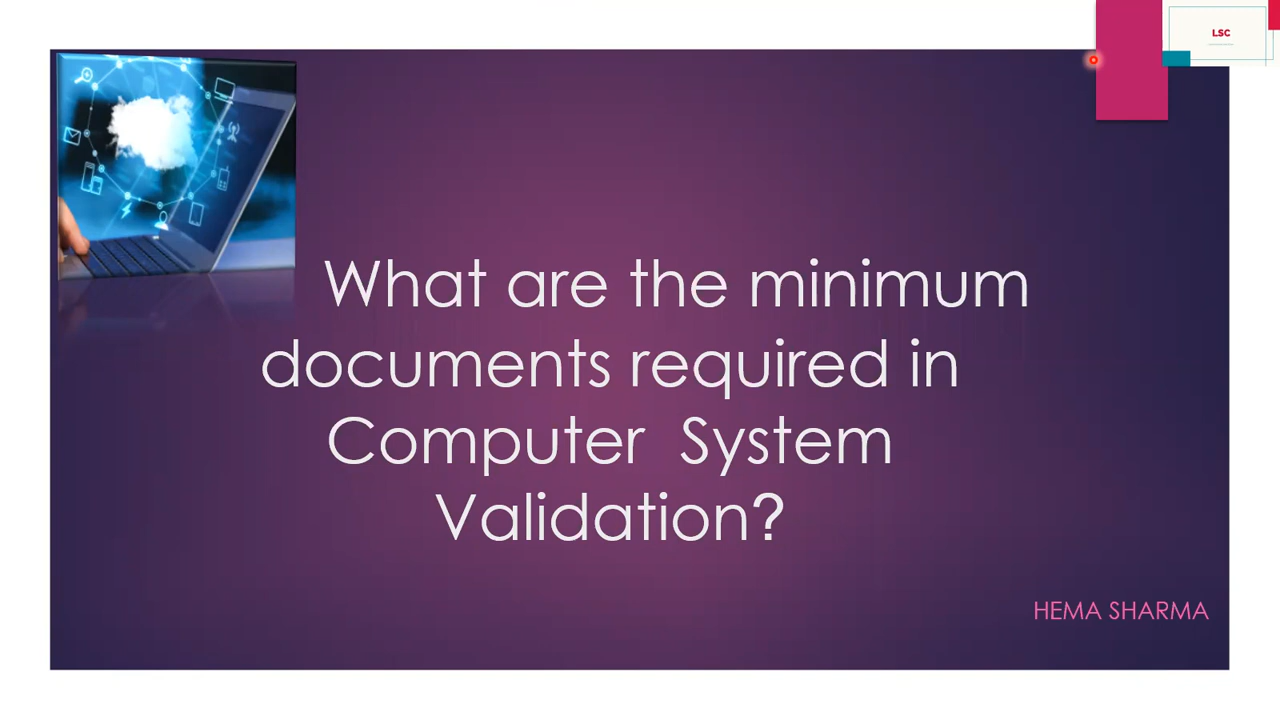 LSC
What are the minimum
documents required in
Computer System
Validation?
HEMA SHARMA